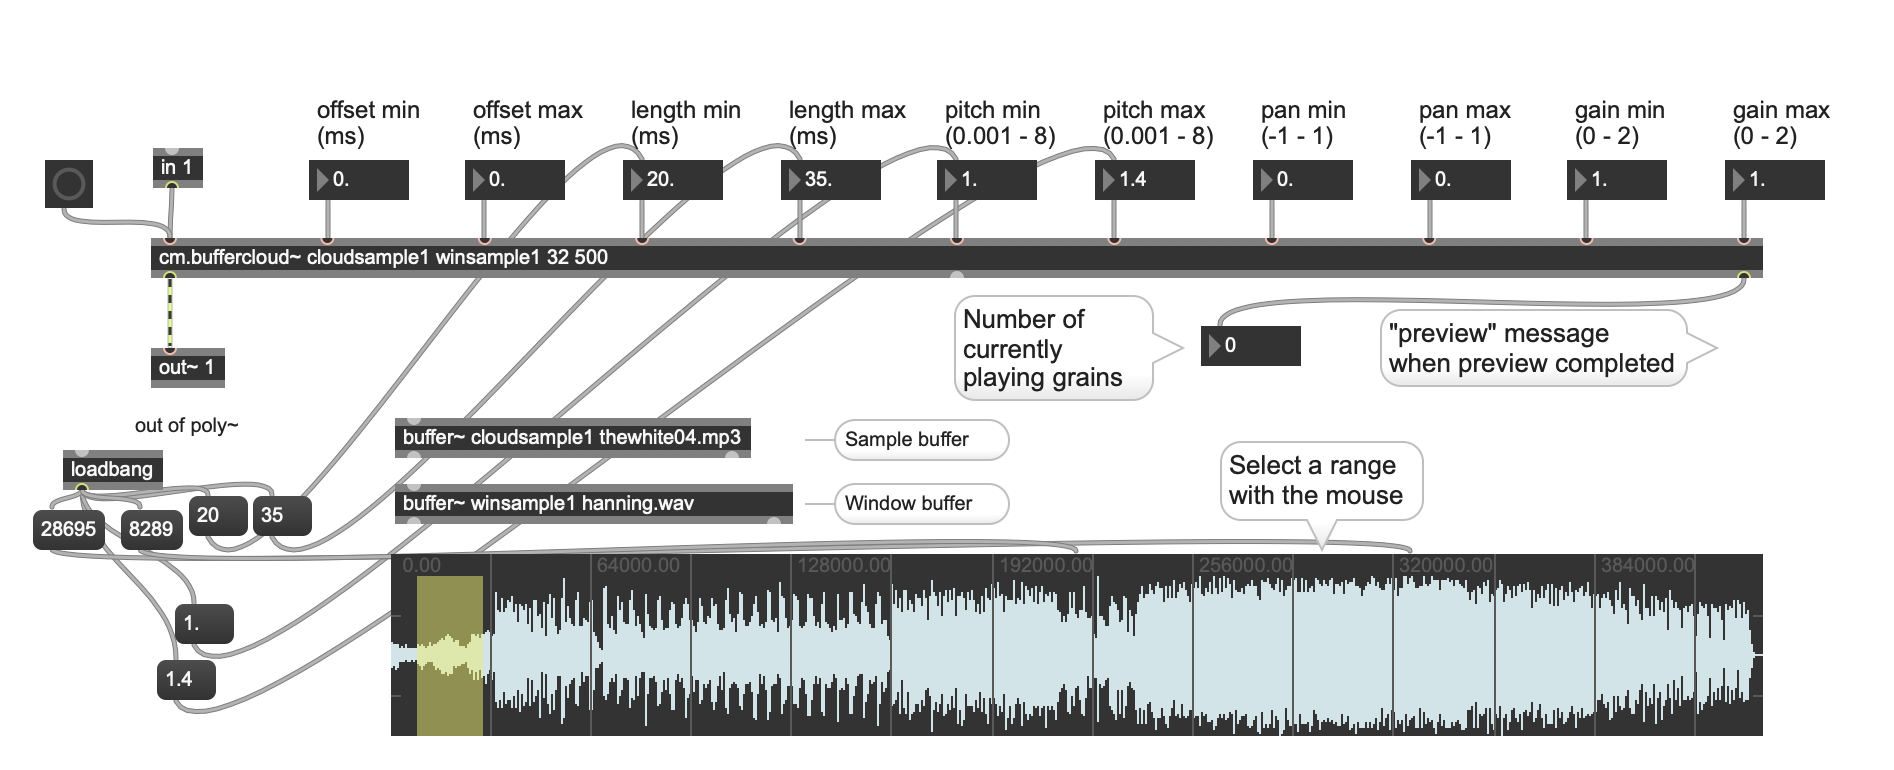 offset min
(ms)
offset max
(ms)
length min
(ms)
length max
(ms)
pitch min
(0.001 - 8)
pitch max
(0.001 - 8)
pan min
(-1 - 1)
pan max
(-1 - 1)
gain min
(0 - 2)
gain max
(0 - 2)
in 1
0.
0.
20.
35.
1.
1.4
0.
0.
1.
1.
cm.buffercloud~ cloudsample1 winsample1 32 500
Number of
currently
playing grains
0
"preview" message
when preview completed
out~ 1
out of poly~
buffer~ cloudsample1 thewhite04.mp3
Sample buffer
loadbang
buffer~ winsample1 hanning.wav
Window buffer
Select a range
with the mouse
28695
8289
20
35
0.00
64000.00
128000.00
192000.00
256000.00
320000.00
384000.00
1.
1.4